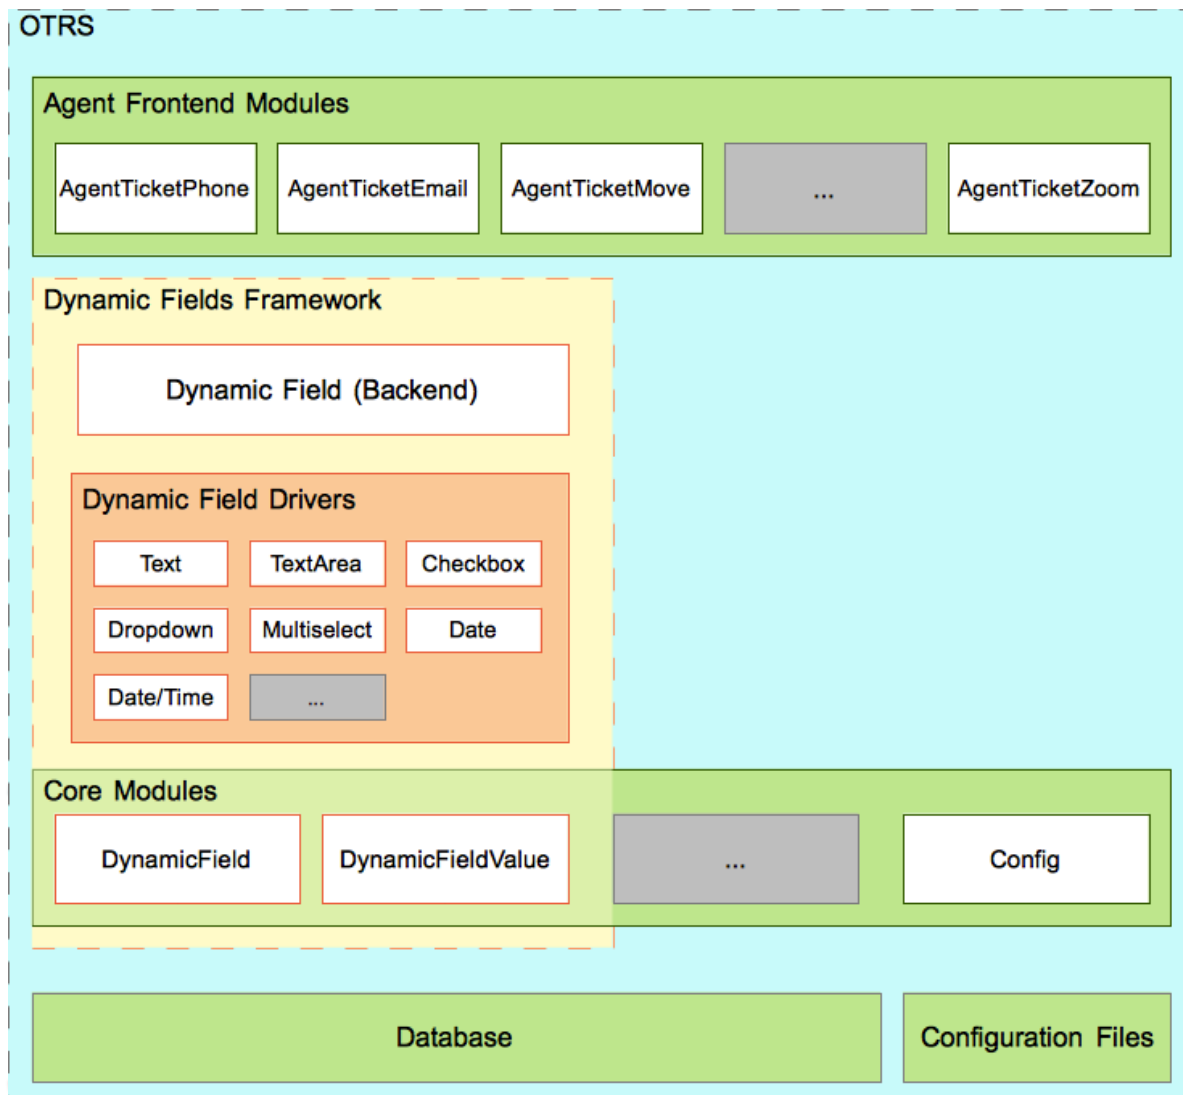 OTRS
Agent Frontend Modules
AgentTicketPhone
AgentTicketEmail
AgentTicketMove
...
AgentTicketZoom
Dynamic Fields Framework
Dynamic Field (Backend)
Dynamic Field Drivers
Text
TextArea
Checkbox
Dropdown
Multiselect
Date
Date/Time
...
Core Modules
DynamicField
DynamicFieldValue
...
Config
Database
Configuration Files